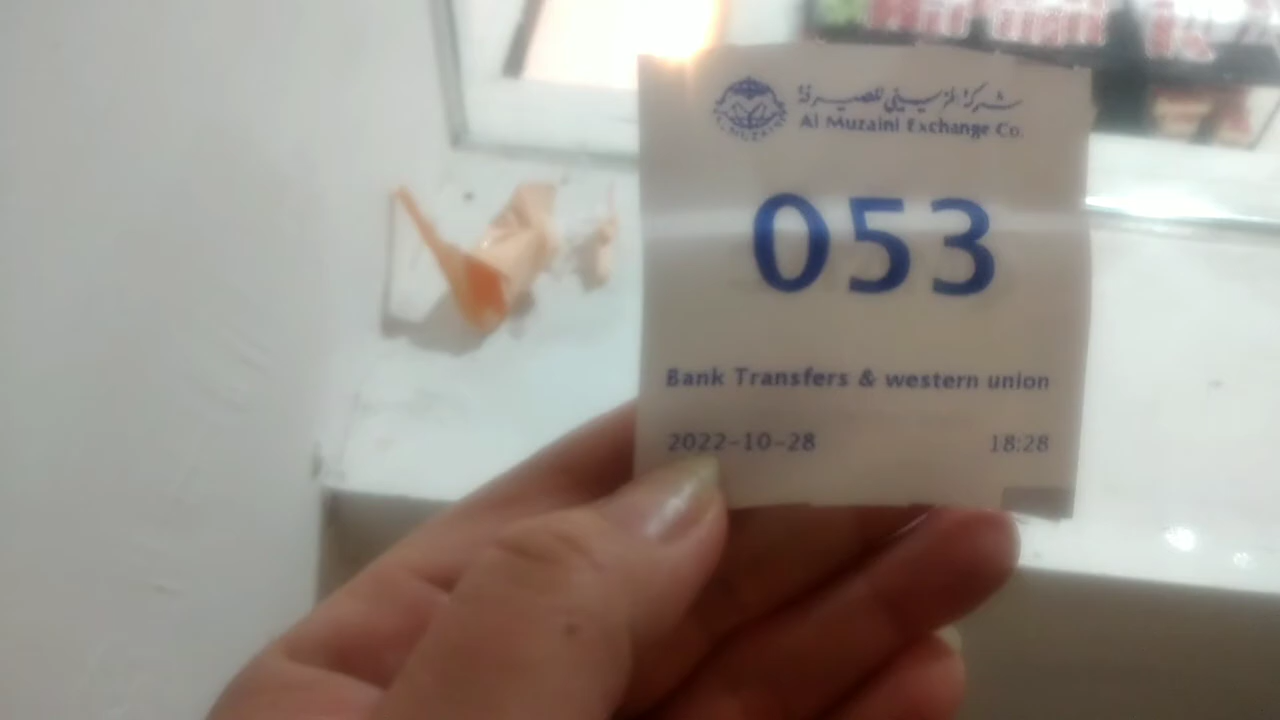 شركة المزيني للصيرفة
Al Muzaini Exchange Co.
053
Bank Transfers & western union
2022-10-28 18:28